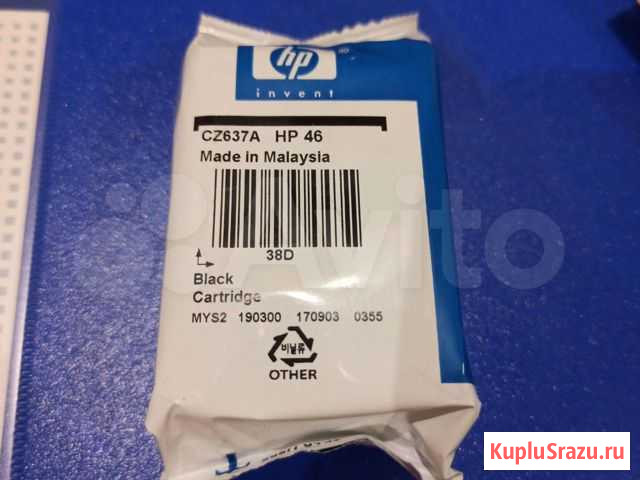 hp
invent
CZ637A HP 46
Made in Malaysia
38D
Black
Cartridge
MYS2 190300 170903 0355
비닐류
OTHER
Avito
KupluSrazu.ru